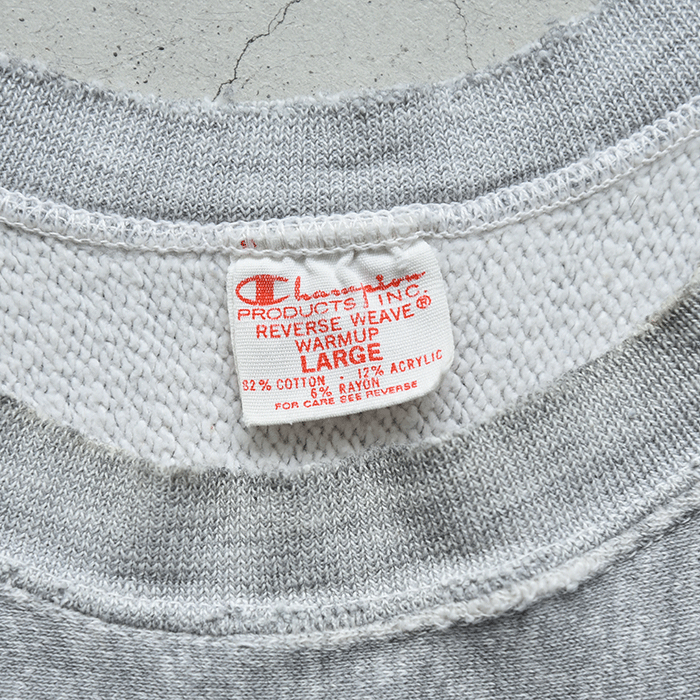 Champion
PRODUCTS INC.
REVERSE WEAVE®
WARMUP
LARGE
82% COTTON · 12% ACRYLIC
6% RAYON
FOR CARE SEE REVERSE